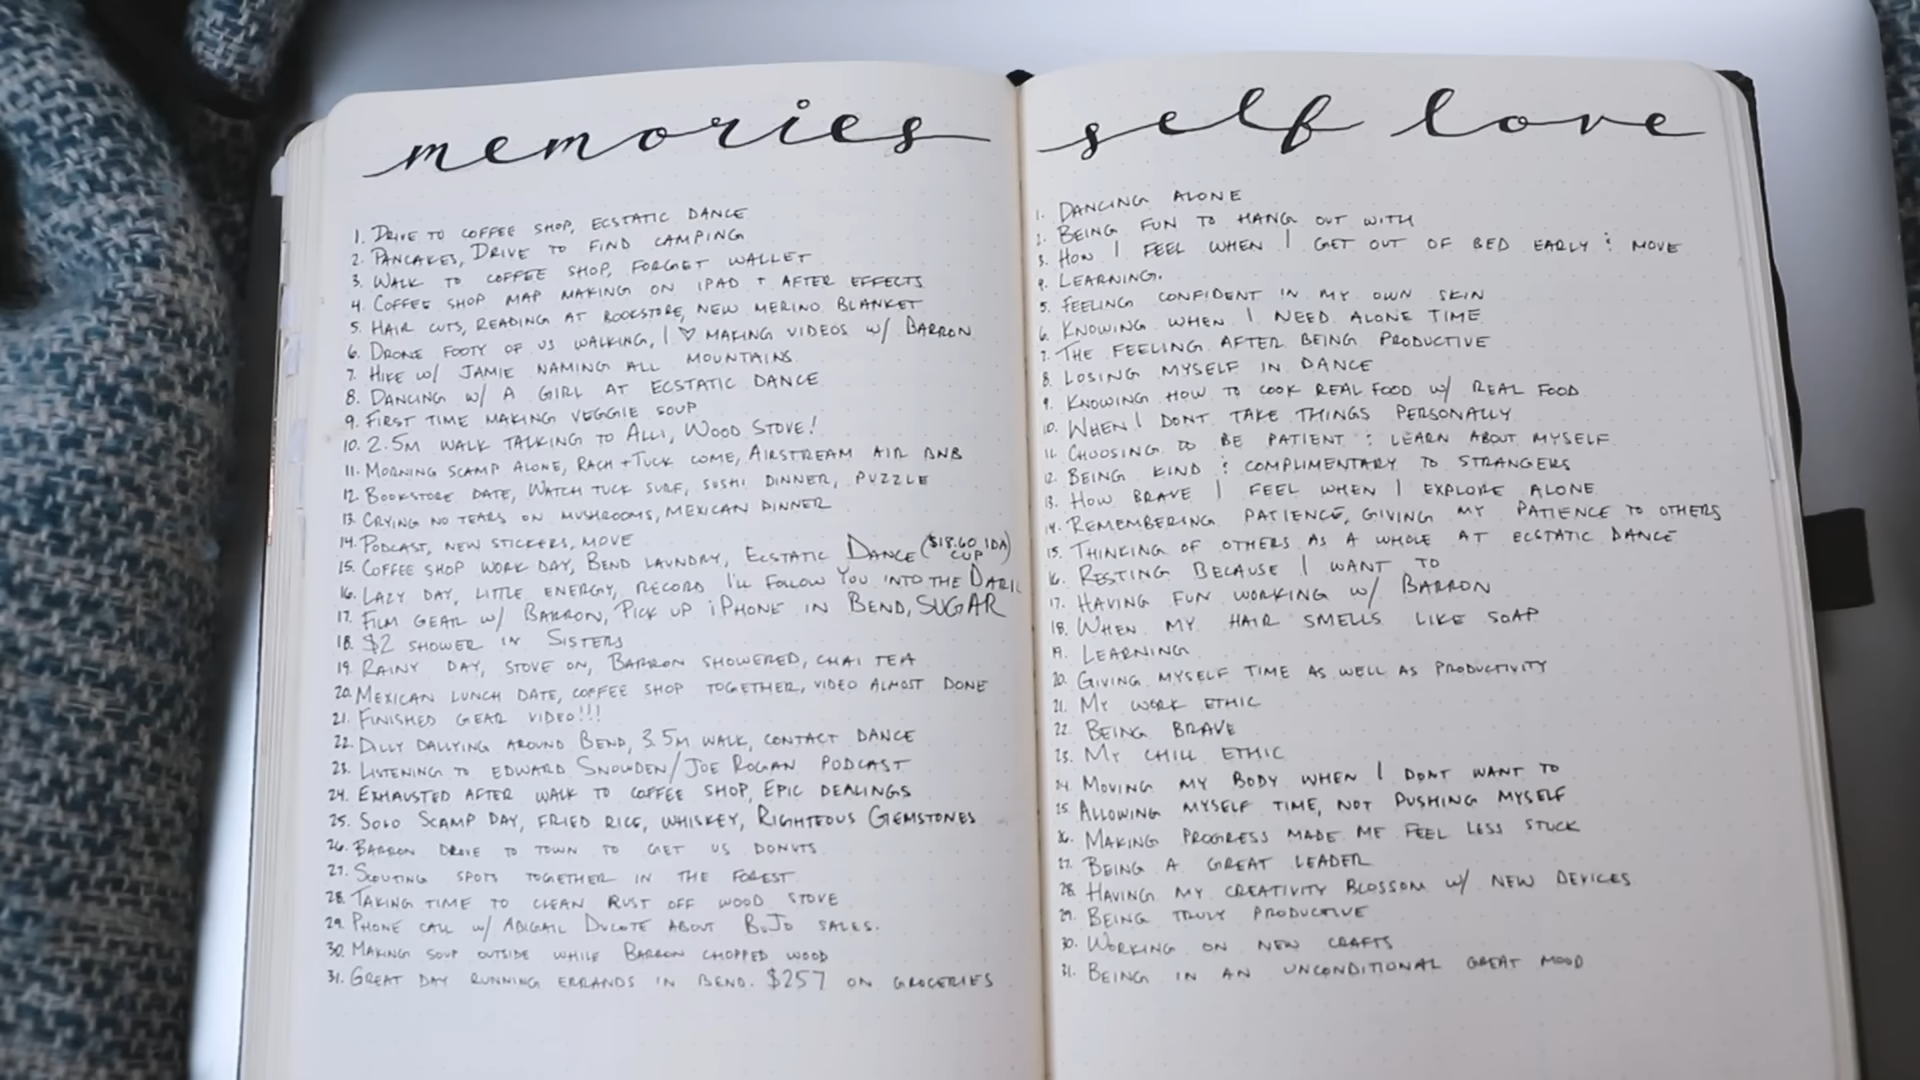 memories
1. DRIVE TO COFFEE SHOP, ECSTATIC DANCE
2. PANCAKES, DRIVE TO FIND CAMPING
3. WALK TO COFFEE SHOP, FORGET WALLET
4. COFFEE SHOP MAP MAKING ON IPAD + AFTER EFFECTS
5. HAIR CUTS, READING AT BOOKSTORE, NEW MERINO BLANKET
6. DRONE FOOTY OF US WALKING, I ♡ MAKING VIDEOS W/ BARRON
7. HIKE W/ JAMIE NAMING ALL MOUNTAINS
8. DANCING W/ A GIRL AT ECSTATIC DANCE
9. FIRST TIME MAKING VEGGIE SOUP
10. 2.5M WALK TALKING TO ALLI, WOOD STOVE!
11. MORNING SCAMP ALONE, RACH + TUCK COME, AIRSTREAM AIR BNB
12. BOOKSTORE DATE, WATCH TUCK SURF, SUSHI DINNER, PUZZLE
13. CRYING NO TEARS ON MUSHROOMS, MEXICAN DINNER
14. PODCAST, NEW STICKERS, MOVE
15. COFFEE SHOP WORK DAY, BEND LAUNDRY, ECSTATIC DANCE ($18.60 IDA CUP)
16. LAZY DAY, LITTLE ENERGY, RECORD I'LL FOLLOW YOU INTO THE
17. FILM GEAR W/ BARRON, PICK UP iPHONE IN BEND, SUGAR
18. $2 SHOWER IN SISTERS
19. RAINY DAY, STOVE ON, BARRON SHOWERED, CHAI TEA
20. MEXICAN LUNCH DATE, COFFEE SHOP TOGETHER, VIDEO ALMOST DONE
21. FINISHED GEAR VIDEO!!!
22. DILLY DALLYING AROUND BEND, 3.5M WALK, CONTACT DANCE
23. LISTENING TO EDWARD SNOWDEN/JOE ROGAN PODCAST
24. EXHAUSTED AFTER WALK TO COFFEE SHOP, EPIC DEALINGS
25. SOLO SCAMP DAY, FRIED RICE, WHISKEY, RIGHTEOUS GEMSTONES
26. BARRON DROVE TO TOWN TO GET US DONUTS
27. SCOUTING SPOTS TOGETHER IN THE FOREST
28. TAKING TIME TO CLEAN RUST OFF WOOD STOVE
29. PHONE CALL W/ ABIGAIL ABOUT BUJO SALES.
30. MAKING SOUP OUTSIDE WHILE BARRON CHOPPED WOOD
31. GREAT DAY RUNNING ERRANDS IN BEND. $257 ON GROCERIES
self love
1. DANCING ALONE
2. BEING FUN TO HANG OUT WITH
3. HOW I FEEL WHEN I GET OUT OF BED EARLY & MOVE
4. LEARNING.
5. FEELING CONFIDENT IN MY OWN SKIN
6. KNOWING WHEN I NEED ALONE TIME
7. THE FEELING AFTER BEING PRODUCTIVE
8. LOSING MYSELF IN DANCE
9. KNOWING HOW TO COOK REAL FOOD W/ REAL FOOD
10. WHEN I DONT TAKE THINGS PERSONALLY
11. CHOOSING TO BE PATIENT & LEARN ABOUT MYSELF
12. BEING KIND & COMPLIMENTARY TO STRANGERS
13. HOW BRAVE I FEEL WHEN I EXPLORE ALONE
14. REMEMBERING PATIENCE, GIVING MY PATIENCE TO OTHERS
15. THINKING OF OTHERS AS A WHOLE AT ECSTATIC DANCE
16. RESTING BECAUSE I WANT TO
17. HAVING FUN WORKING W/ BARRON
18. WHEN MY HAIR SMELLS LIKE SOAP
19. LEARNING
20. GIVING MYSELF TIME AS WELL AS PRODUCTIVITY
21. MY WORK ETHIC
22. BEING BRAVE
23. MY CHILL ETHIC
24. MOVING MY BODY WHEN I DONT WANT TO
25. ALLOWING MYSELF TIME, NOT PUSHING MYSELF
26. MAKING PROGRESS MADE ME FEEL LESS STUCK
27. BEING A GREAT LEADER
28. HAVING MY CREATIVITY BLOSSOM W/ NEW DEVICES
29. BEING TRULY PRODUCTIVE
30. WORKING ON NEW CRAFTS
31. BEING IN AN UNCONDITIONAL GREAT MOOD